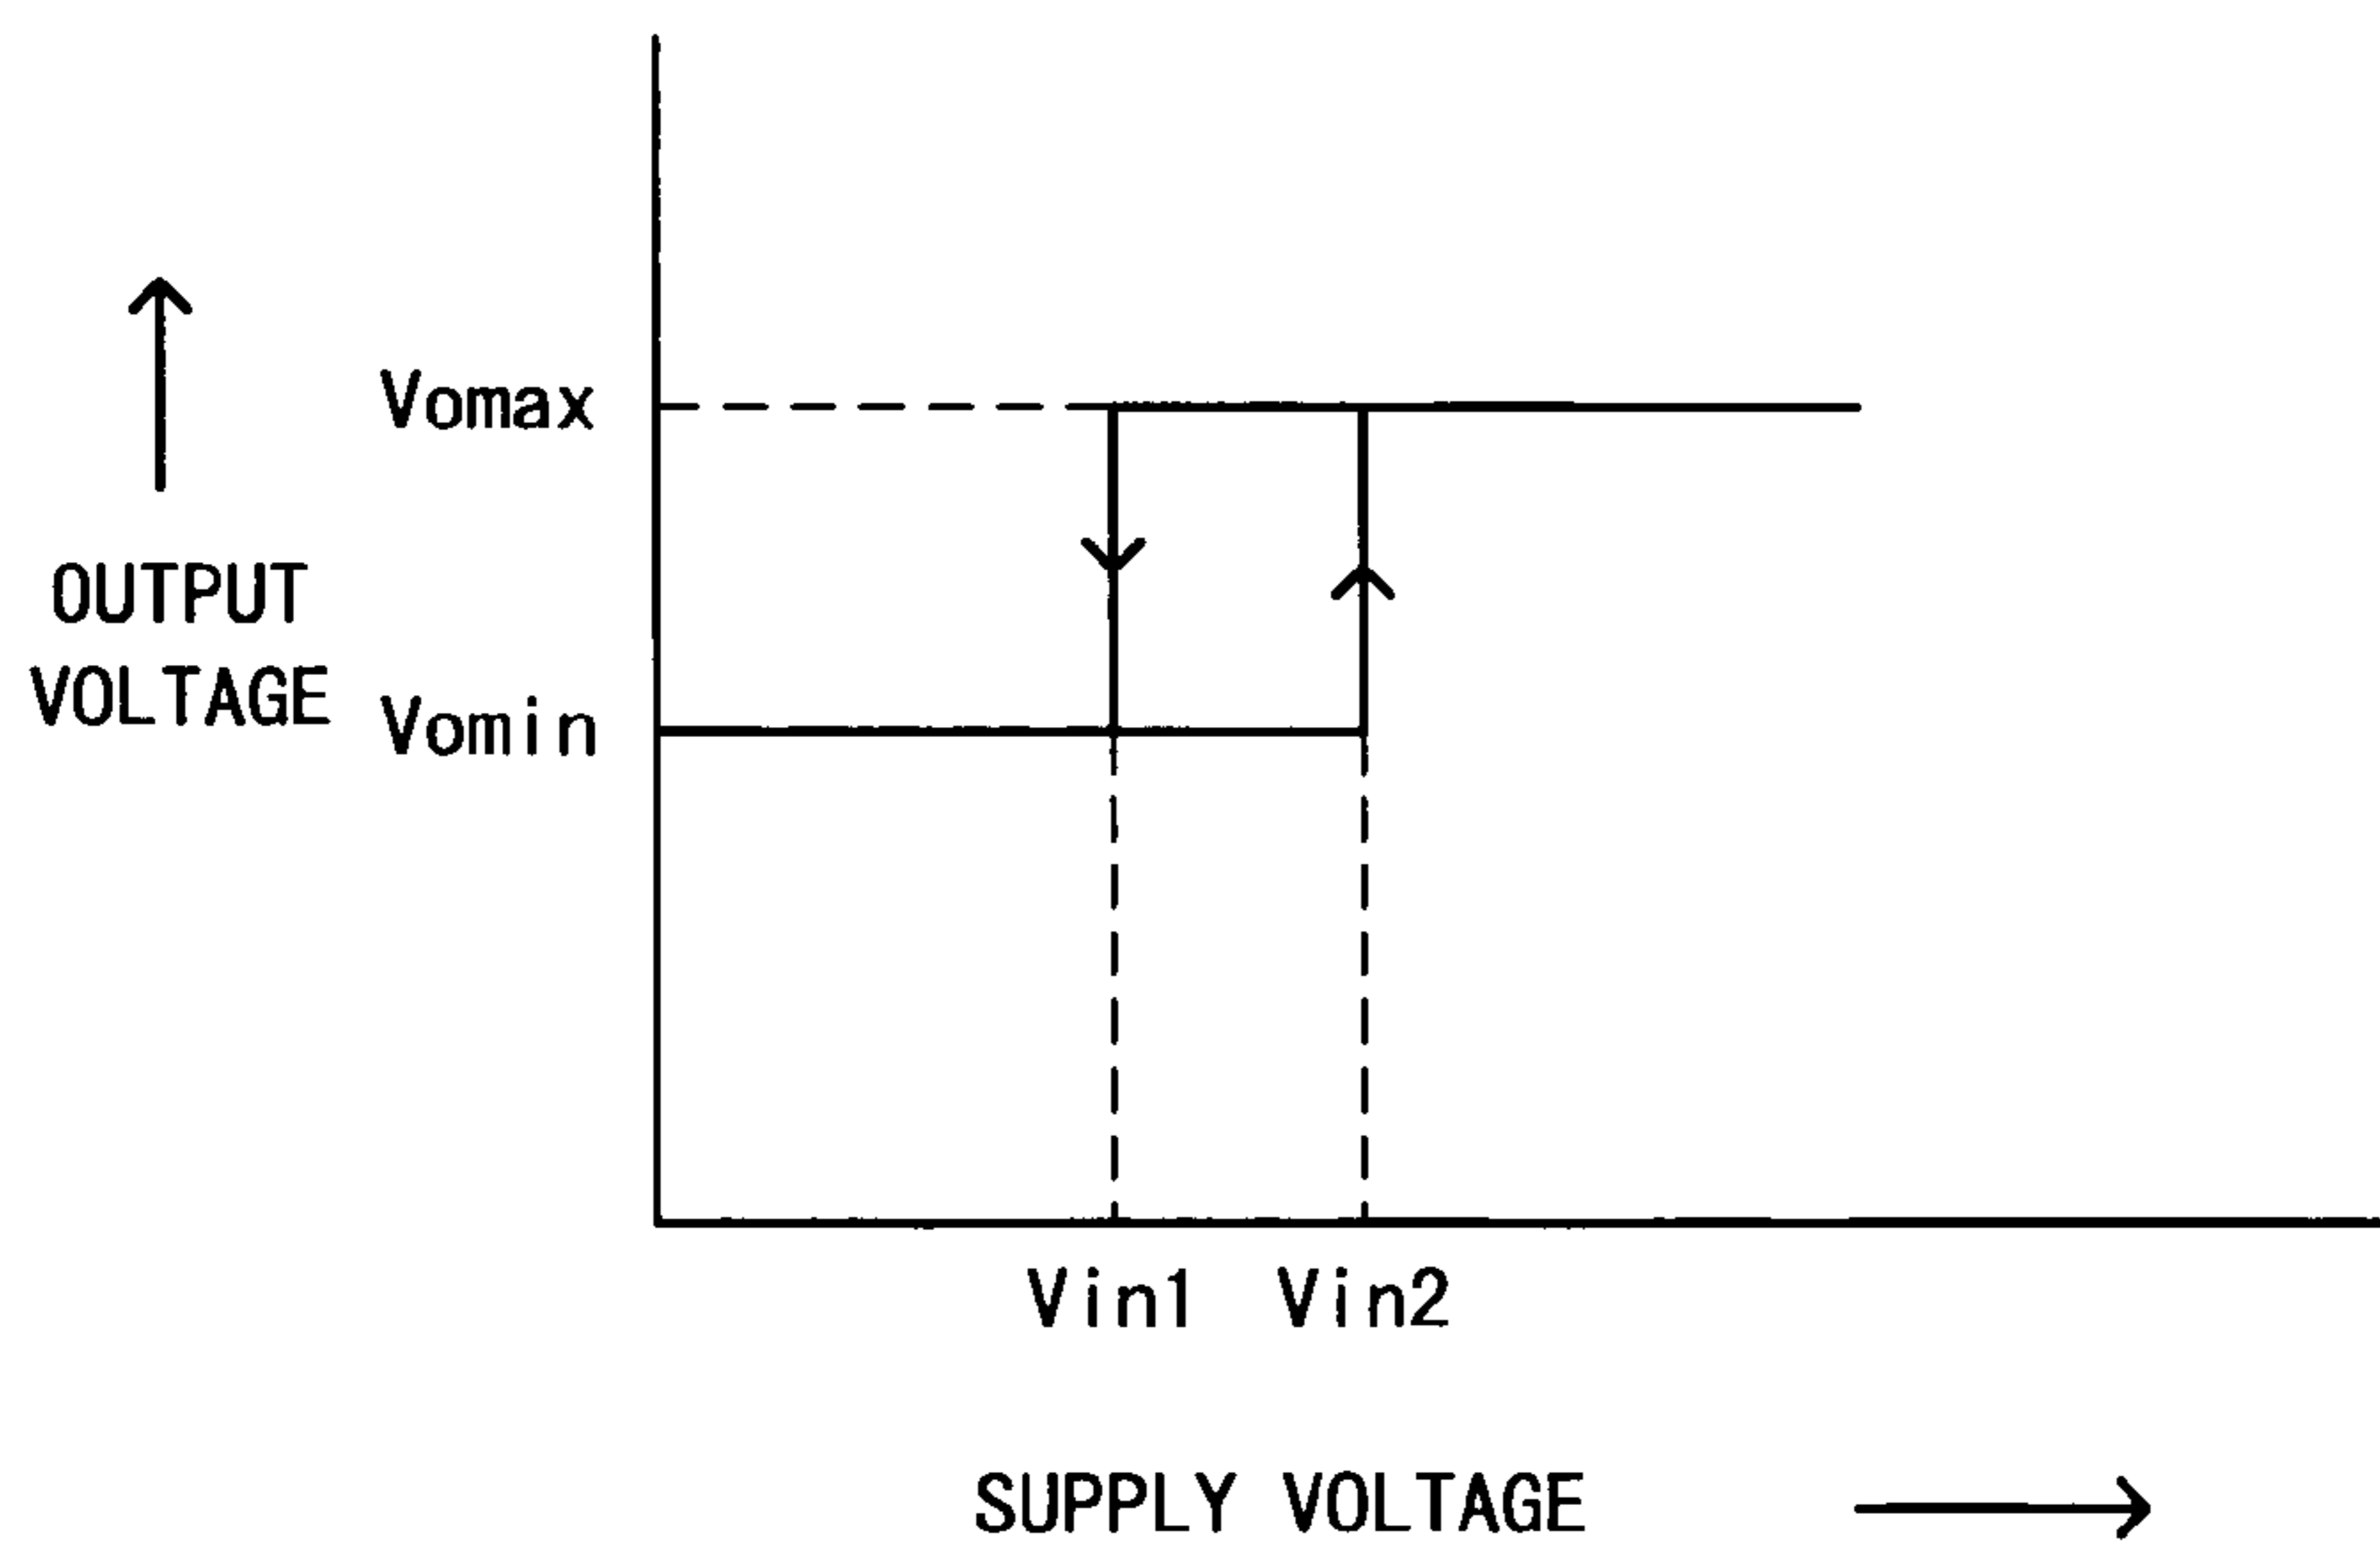 Vomax
OUTPUT
VOLTAGE
Vomin
Vin1
Vin2
SUPPLY VOLTAGE